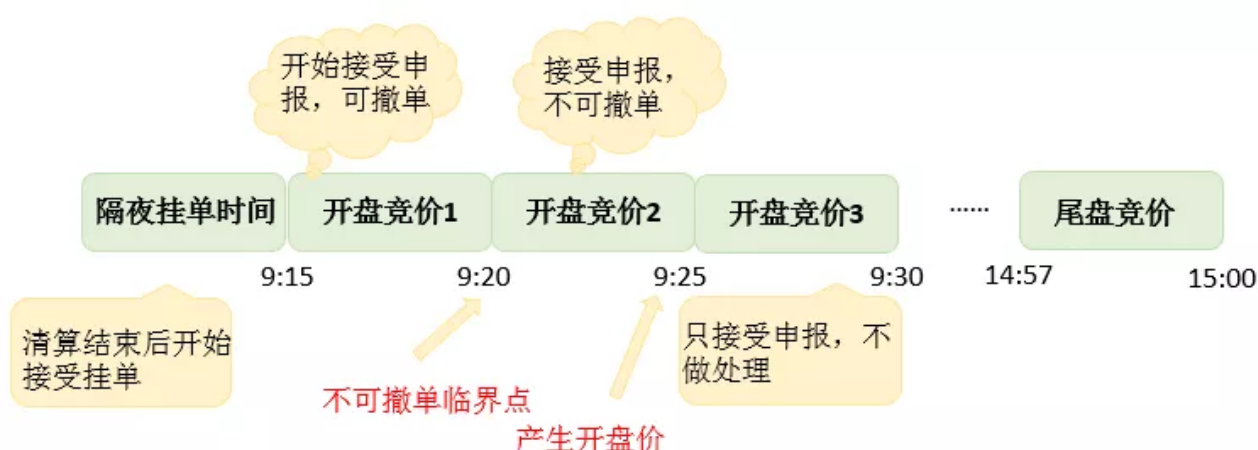 开始接受申
报，可撤单
接受申报，
不可撤单
隔夜挂单时间
开盘竞价1
开盘竞价2
开盘竞价3
......
尾盘竞价
9:15
9:20
9:25
9:30
14:57
15:00
清算结束后开始
接受挂单
不可撤单临界点
产生开盘价
只接受申报，不
做处理